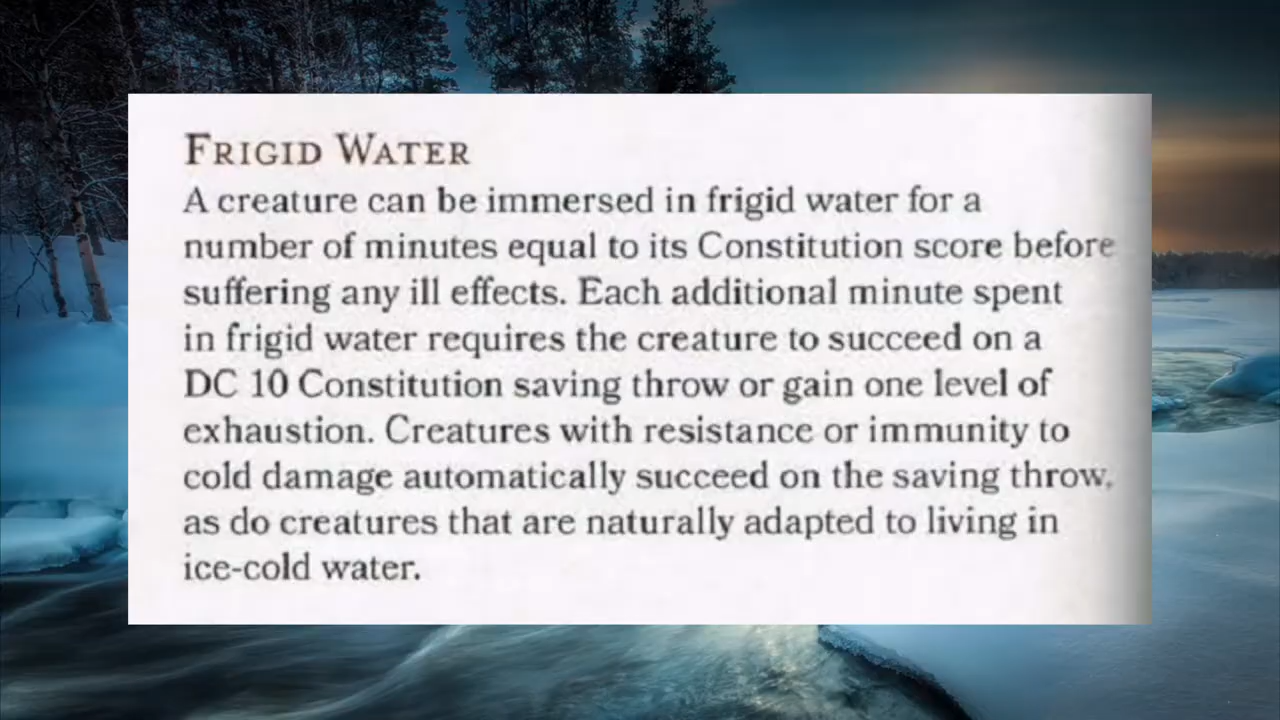 FRIGID WATER
A creature can be immersed in frigid water for a
number of minutes equal to its Constitution score before
suffering any ill effects. Each additional minute spent
in frigid water requires the creature to succeed on a
DC 10 Constitution saving throw or gain one level of
exhaustion. Creatures with resistance or immunity to
cold damage automatically succeed on the saving throw,
as do creatures that are naturally adapted to living in
ice-cold water.